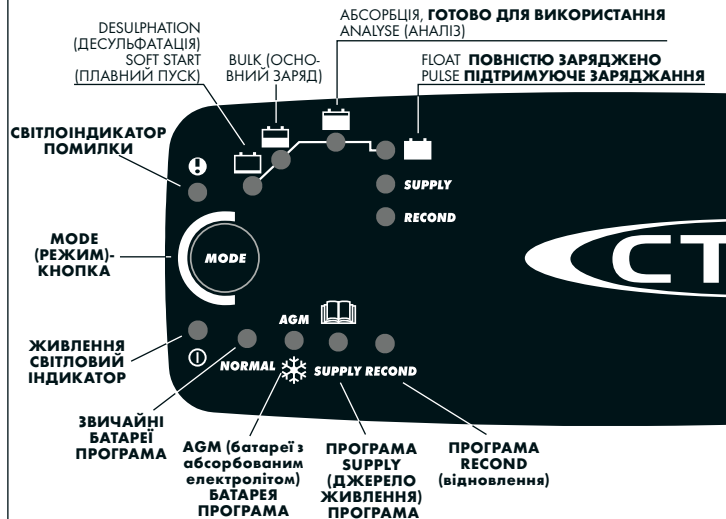 DESULPHATION
(ДЕСУЛЬФАТАЦІЯ)
SOFT START
(ПЛАВНИЙ ПУСК)
BULK (ОСНО-
ВНИЙ ЗАРЯД)
АБСОРБЦІЯ, ГОТОВО ДЛЯ ВИКОРИСТАННЯ
ANALYSE (АНАЛІЗ)
FLOAT ПОВНІСТЮ ЗАРЯДЖЕНО
PULSE ПІДТРИМУЮЧЕ ЗАРЯДЖАННЯ
СВІТЛОІНДИКАТОР
ПОМИЛКИ
SUPPLY
RECOND
MODE
(РЕЖИМ)-
КНОПКА
MODE
CT
AGM
ЖИВЛЕННЯ
СВІТЛОВИЙ
ІНДИКАТОР
NORMAL
SUPPLY RECOND
ЗВИЧАЙНІ
БАТАРЕЇ
ПРОГРАМА
AGM (батареї з
абсорбованим
електролітом)
БАТАРЕЯ
ПРОГРАМА
ПРОГРАМА
SUPPLY
(ДЖЕРЕЛО
ЖИВЛЕННЯ)
ПРОГРАМА
ПРОГРАМА
RECOND
(відновлення)